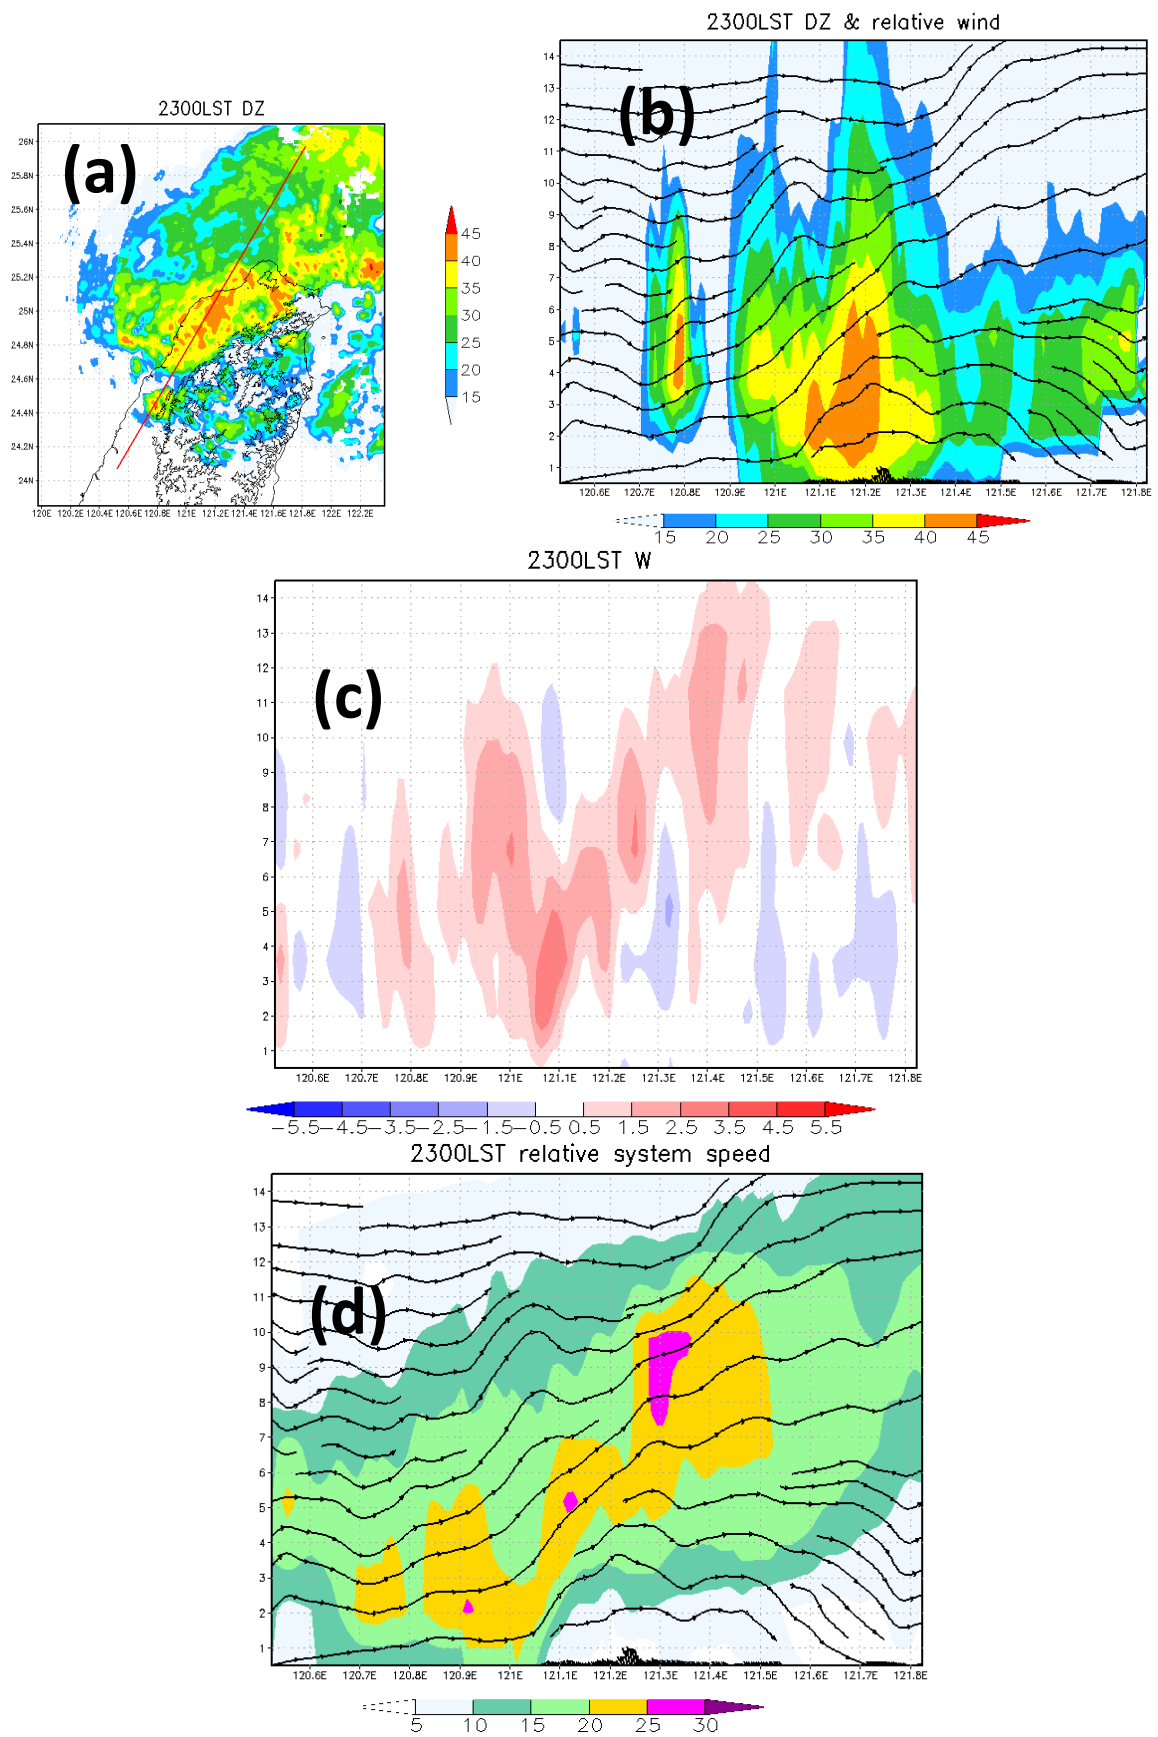 2300LST DZ & relative wind
2300LST DZ
(a)
26N
25.8N
25.6N
25.4N
25.2N
25N
24.8N
24.6N
24.4N
24.2N
24N
120E 120.2E 120.4E 120.6E 120.8E 121E 121.2E 121.4E 121.6E 121.8E 122E 122.2E
45
40
35
30
25
20
15
(b)
14
13
12
11
10
9
8
7
6
5
4
3
2
1
120.6E 120.7E 120.8E 120.9E 121E 121.1E 121.2E 121.3E 121.4E 121.5E 121.6E 121.7E 121.8E
15 20 25 30 35 40 45
2300LST W
(c)
14
13
12
11
10
9
8
7
6
5
4
3
2
1
120.6E 120.7E 120.8E 120.9E 121E 121.1E 121.2E 121.3E 121.4E 121.5E 121.6E 121.7E 121.8E
-5.5 -4.5 -3.5 -2.5 -1.5 -0.5 0.5 1.5 2.5 3.5 4.5 5.5
2300LST relative system speed
(d)
14
13
12
11
10
9
8
7
6
5
4
3
2
1
120.6E 120.7E 120.8E 120.9E 121E 121.1E 121.2E 121.3E 121.4E 121.5E 121.6E 121.7E 121.8E
5 10 15 20 25 30